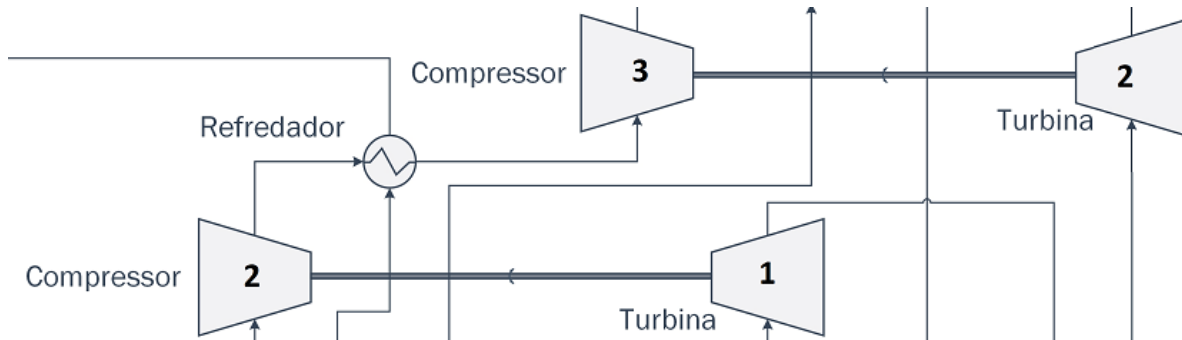 Compressor
3
2
Turbina
Refredador
Compressor
2
1
Turbina